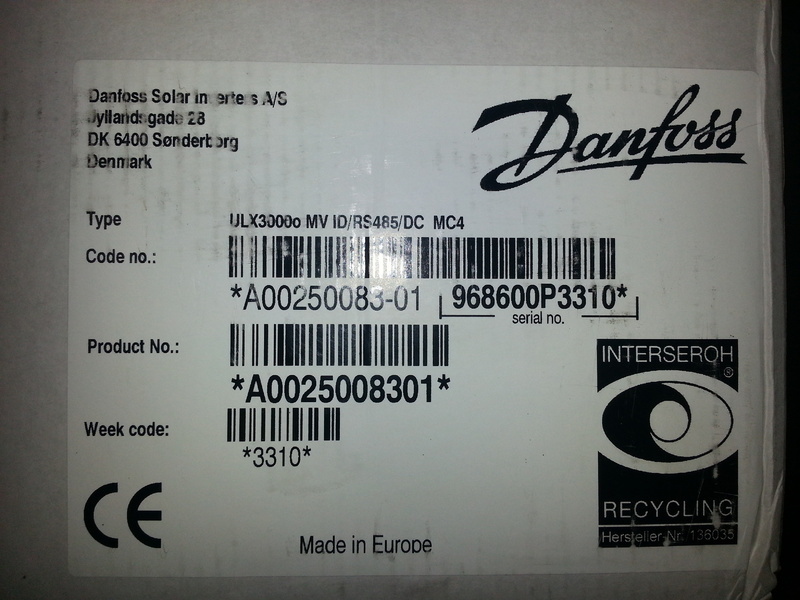 Danfoss Solar Inverters A/S
Jyllandsgade 28
DK 6400 Sønderborg
Denmark
Danfoss
Type ULX3000o MV ID/RS485/DC MC4
Code no.:
*A00250083-01 968600P3310*
serial no.
Product No.:
*A0025008301*
Week code:
*3310*
CE
Made in Europe
INTERSEROH
®
RECYCLING
Hersteller-Nr. 136035